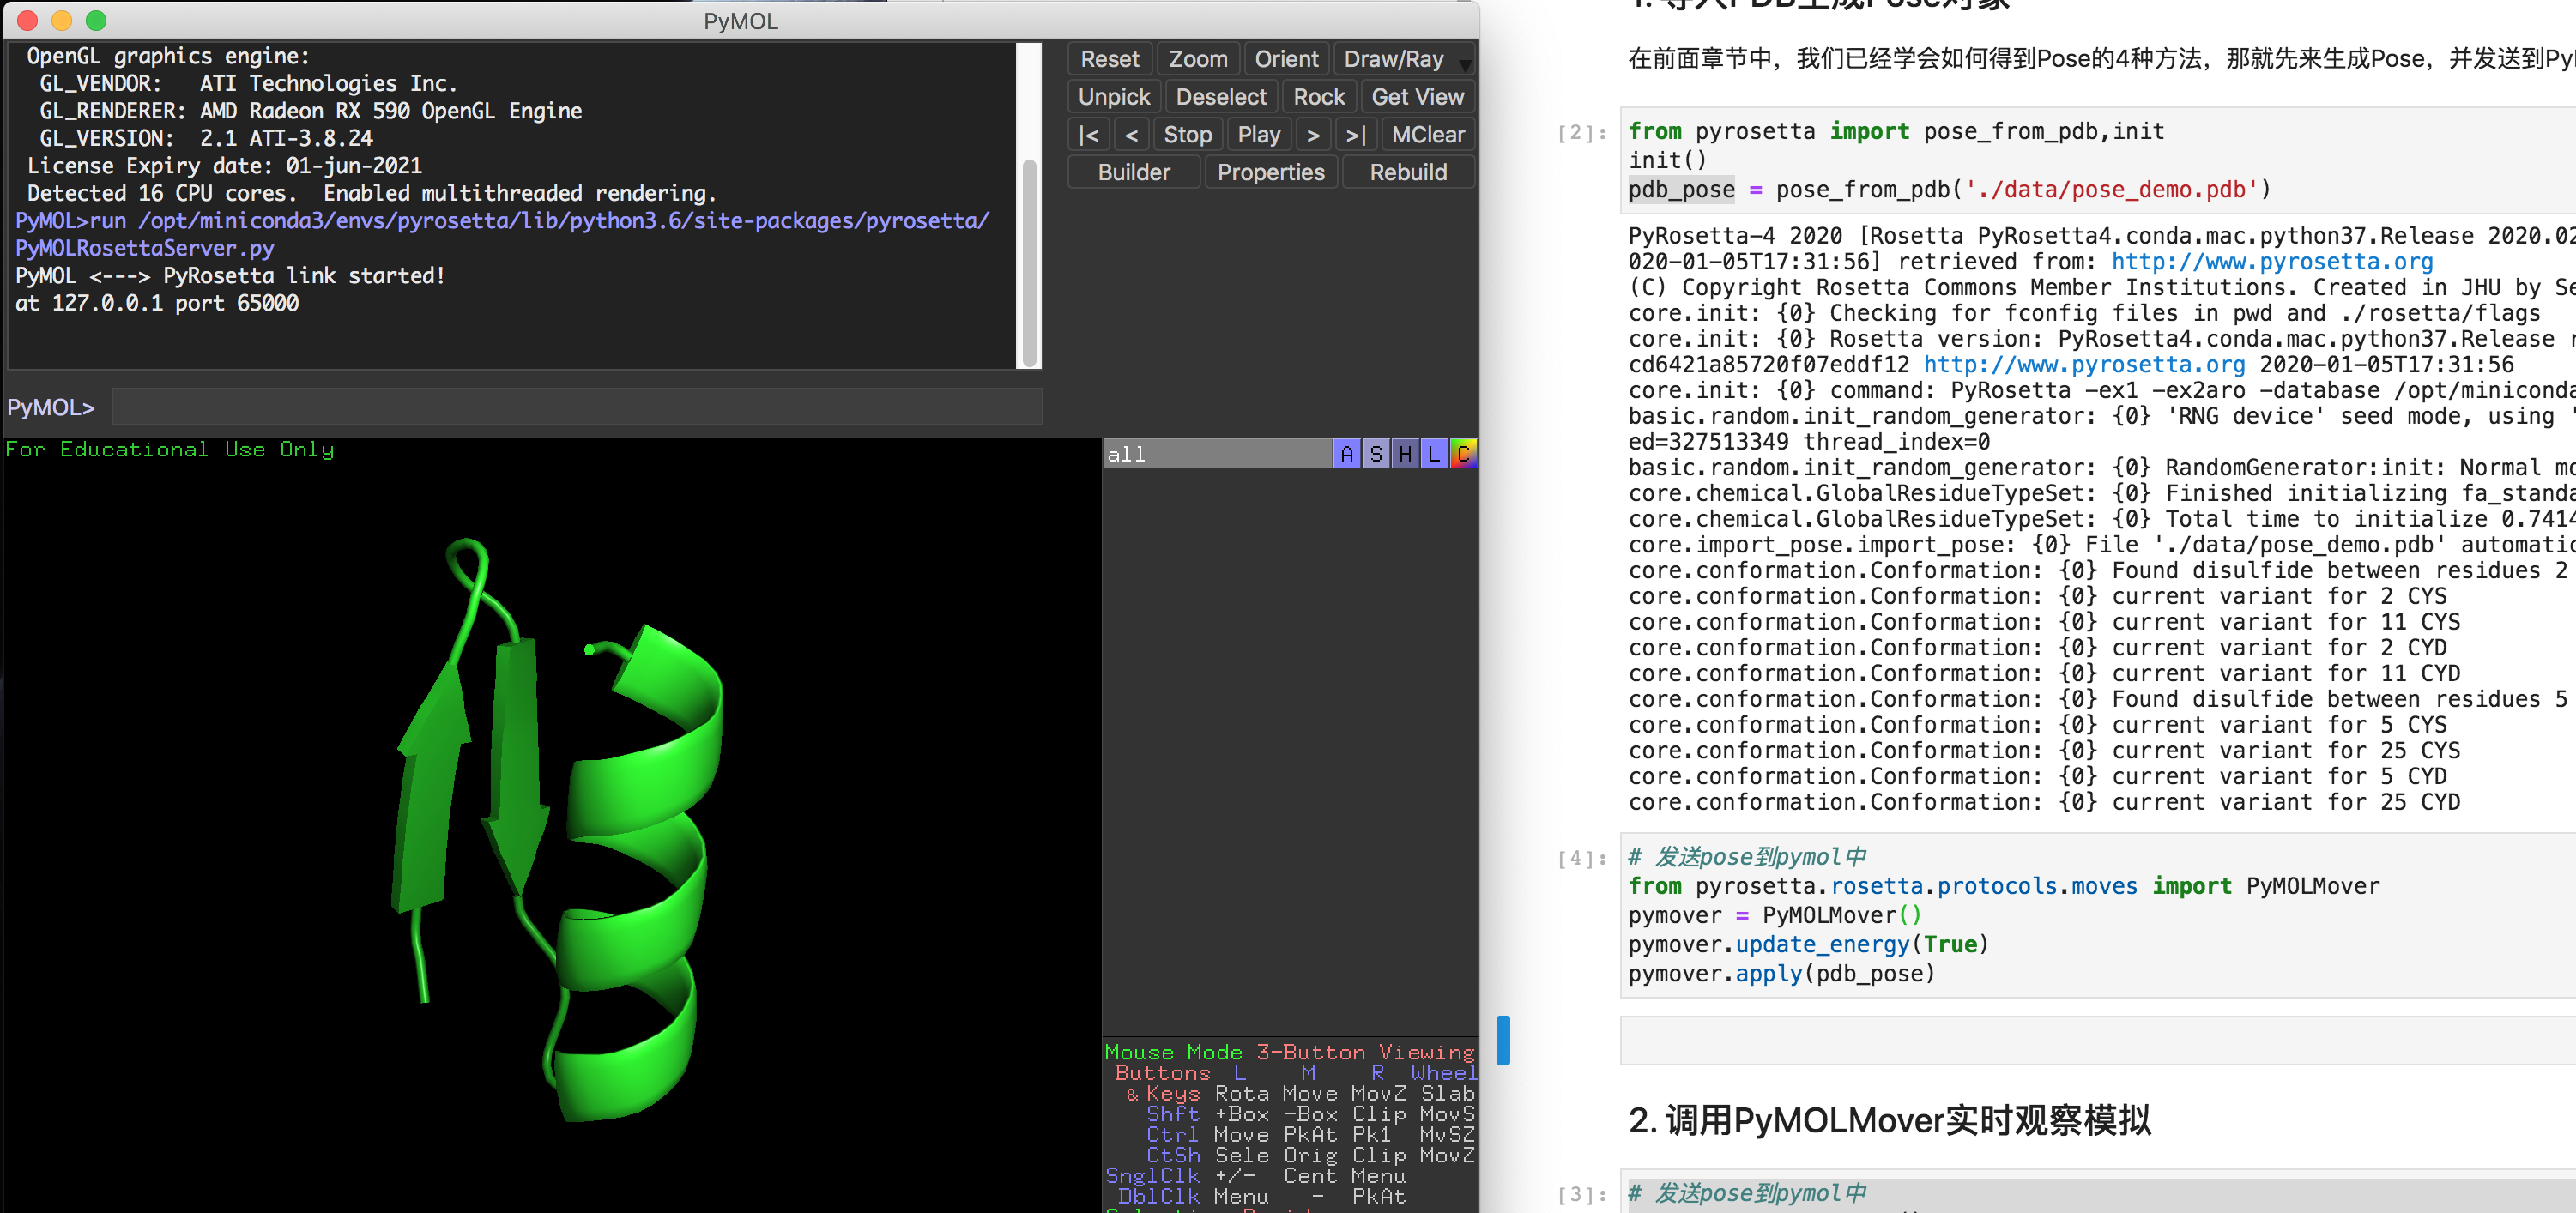 PyMOL
OpenGL graphics engine:
GL_VENDOR: ATI Technologies Inc.
GL_RENDERER: AMD Radeon RX 590 OpenGL Engine
GL_VERSION: 2.1 ATI-3.8.24
License Expiry date: 01-jun-2021
Detected 16 CPU cores. Enabled multithreaded rendering.
PyMOL>run /opt/miniconda3/envs/pyrosetta/lib/python3.6/site-packages/pyrosetta/
PyMOLRosettaServer.py
PyMOL <---> PyRosetta link started!
at 127.0.0.1 port 65000
PyMOL>
Reset Zoom Orient Draw/Ray
Unpick Deselect Rock Get View
|< < Stop Play > >| MClear
Builder Properties Rebuild
For Educational Use Only
all A S H L C
Mouse Mode 3-Button Viewing
Buttons L M R Wheel
& Keys Rota Move MovZ Slab
Shft +Box -Box Clip MovS
Ctrl Move PkAt Pk1 MvSZ
CtSh Sele Orig Clip MovZ
SnglClk +/- Cent Menu
DblClk Menu - PkAt
1. 导入PDB生成Pose对象
在前面章节中，我们已经学会如何得到Pose的4种方法，那就先来生成Pose，并发送到Py
[2]: from pyrosetta import pose_from_pdb,init
init()
pdb_pose = pose_from_pdb('./data/pose_demo.pdb')
PyRosetta-4 2020 [Rosetta PyRosetta4.conda.mac.python37.Release 2020.02
020-01-05T17:31:56] retrieved from: http://www.pyrosetta.org
(C) Copyright Rosetta Commons Member Institutions. Created in JHU by Se
core.init: {0} Checking for fconfig files in pwd and ./rosetta/flags
core.init: {0} Rosetta version: PyRosetta4.conda.mac.python37.Release r
cd6421a85720f07eddf12 http://www.pyrosetta.org 2020-01-05T17:31:56
core.init: {0} command: PyRosetta -ex1 -ex2aro -database /opt/miniconda
basic.random.init_random_generator: {0} 'RNG device' seed mode, using '
ed=327513349 thread_index=0
basic.random.init_random_generator: {0} RandomGenerator:init: Normal mo
core.chemical.GlobalResidueTypeSet: {0} Finished initializing fa_standa
core.chemical.GlobalResidueTypeSet: {0} Total time to initialize 0.7414
core.import_pose.import_pose: {0} File './data/pose_demo.pdb' automatic
core.conformation.Conformation: {0} Found disulfide between residues 2
core.conformation.Conformation: {0} current variant for 2 CYS
core.conformation.Conformation: {0} current variant for 11 CYS
core.conformation.Conformation: {0} current variant for 2 CYD
core.conformation.Conformation: {0} current variant for 11 CYD
core.conformation.Conformation: {0} Found disulfide between residues 5
core.conformation.Conformation: {0} current variant for 5 CYS
core.conformation.Conformation: {0} current variant for 25 CYS
core.conformation.Conformation: {0} current variant for 5 CYD
core.conformation.Conformation: {0} current variant for 25 CYD
[4]: # 发送pose到pymol中
from pyrosetta.rosetta.protocols.moves import PyMOLMover
pymover = PyMOLMover()
pymover.update_energy(True)
pymover.apply(pdb_pose)
2. 调用PyMOLMover实时观察模拟
[3]: # 发送pose到pymol中